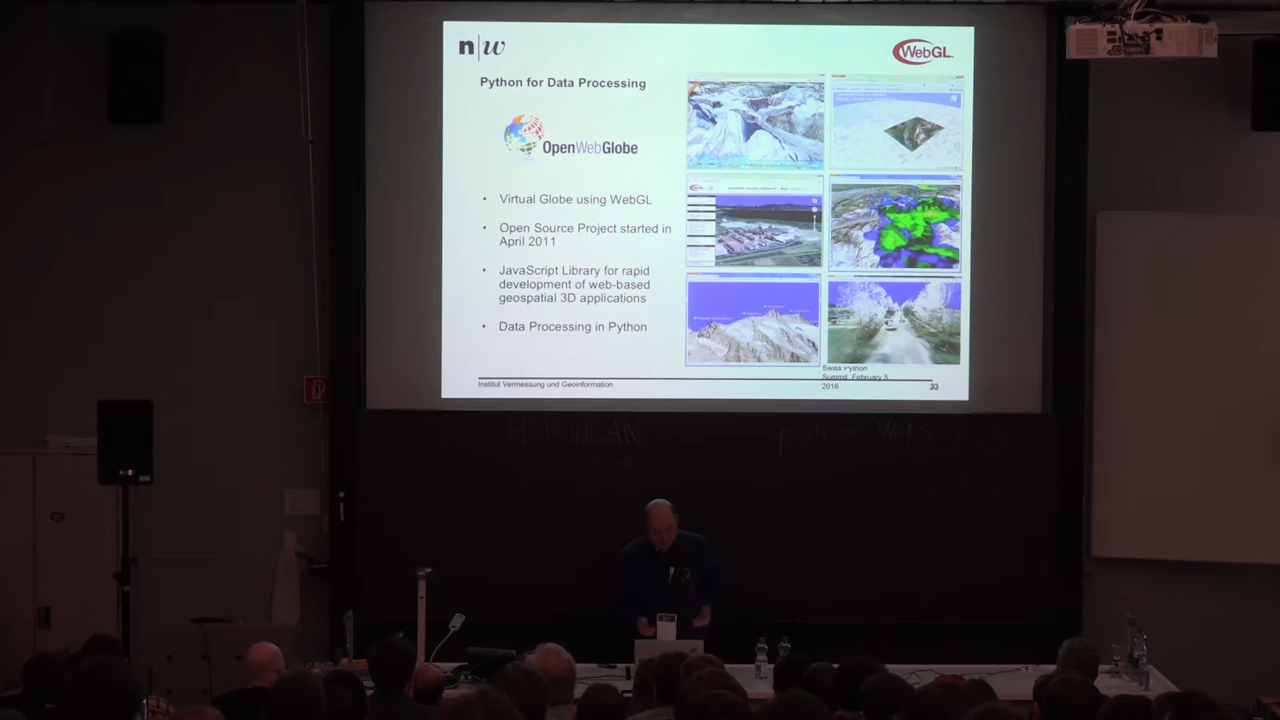 n|w
WebGL
Python for Data Processing
OpenWebGlobe
• Virtual Globe using WebGL
• Open Source Project started in
April 2011
• JavaScript Library for rapid
development of web-based
geospatial 3D applications
• Data Processing in Python
Swiss Python
Summit, February 5,
2016
Institut Vermessung und Geoinformation
33